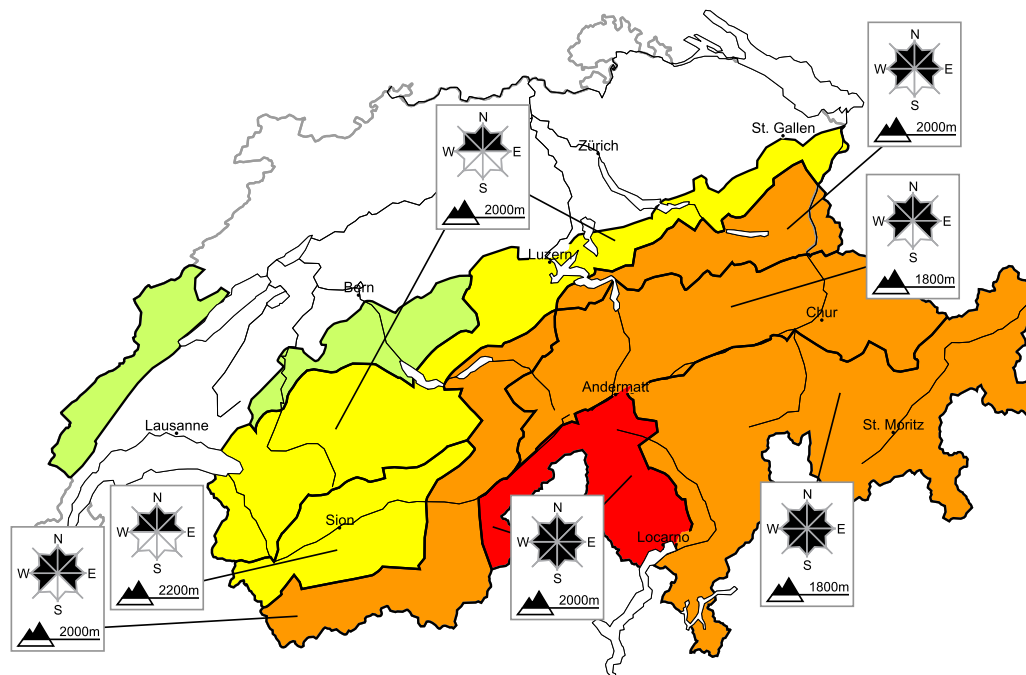 N
W E
S
2000m
St. Gallen
N
W E
S
2000m
Zürich
N
W E
S
1800m
Luzern
Bern
Chur
Andermatt
Lausanne
St. Moritz
N
W E
S
2200m
Sion
N
W E
S
1800m
N
W E
S
2000m
Locarno
N
W E
S
2000m